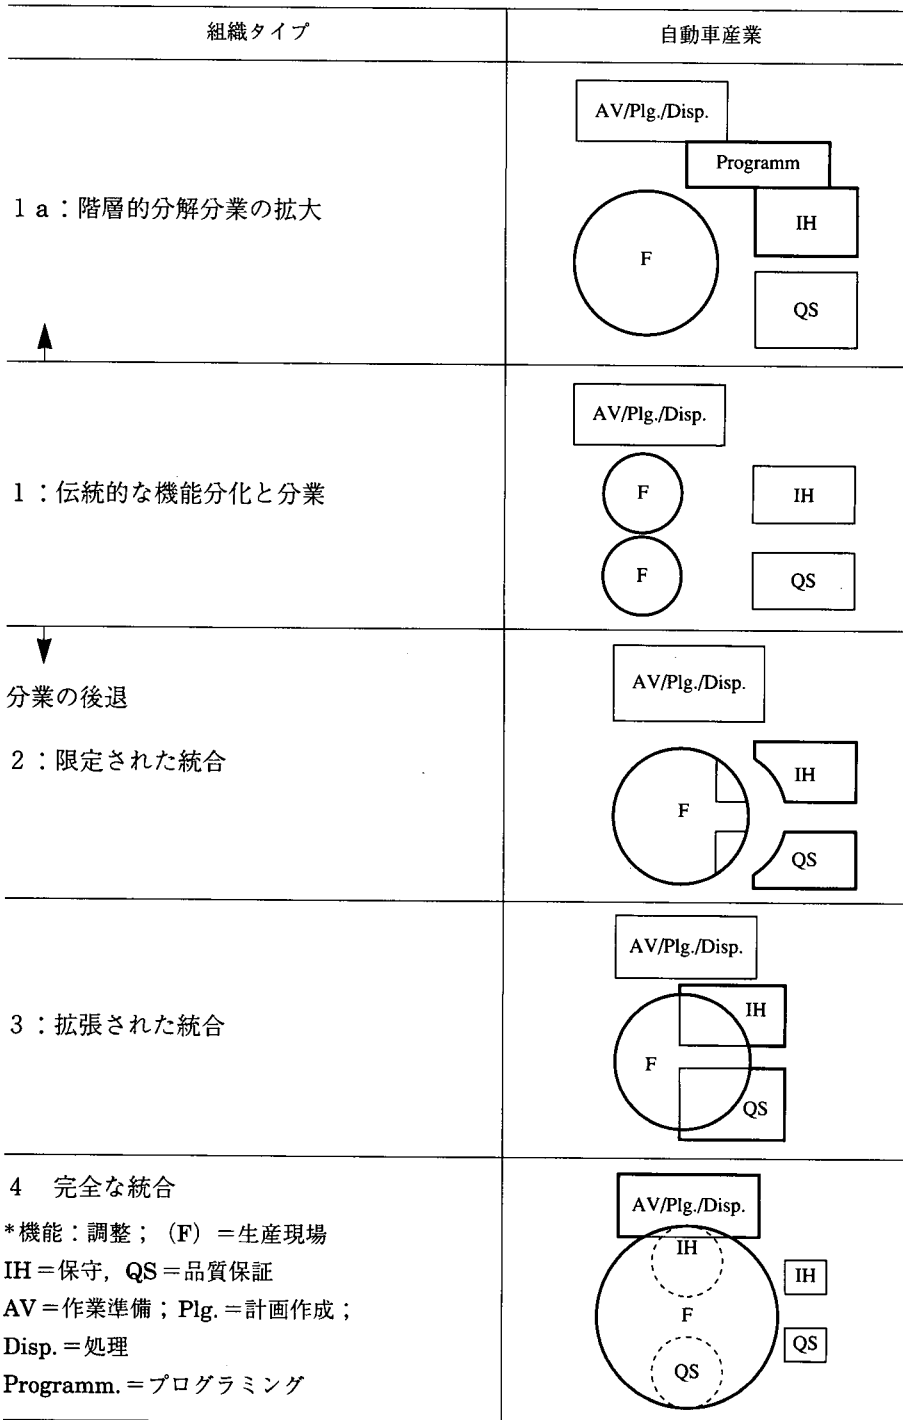 組織タイプ
自動車産業
1 a：階層的分解分業の拡大
AV/Plg./Disp.
Programm
IH
F
QS
1：伝統的な機能分化と分業
AV/Plg./Disp.
F
IH
F
QS
分業の後退
2：限定された統合
AV/Plg./Disp.
IH
F
QS
3：拡張された統合
AV/Plg./Disp.
IH
F
QS
4　完全な統合
*機能：調整；（F）＝生産現場
IH＝保守，QS＝品質保証
AV＝作業準備；Plg.＝計画作成；
Disp.＝処理
Programm.＝プログラミング
AV/Plg./Disp.
IH
IH
F
QS
QS